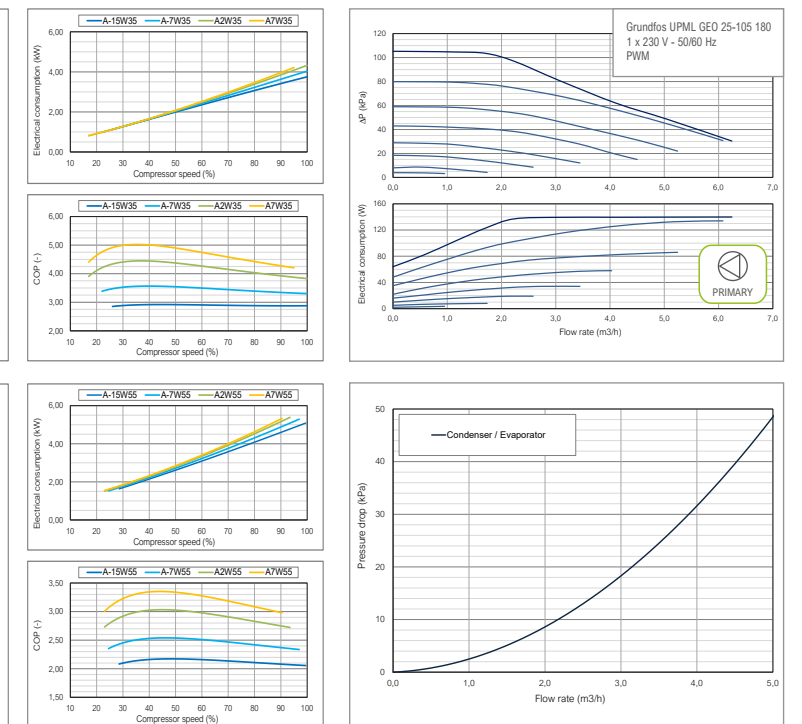 A-15W35 A-7W35 A2W35 A7W35
Electrical consumption (kW)
6,00
4,00
2,00
0,00
10 20 30 40 50 60 70 80 90 100
Compressor speed (%)
A-15W35 A-7W35 A2W35 A7W35
COP (-)
6,00
5,00
4,00
3,00
2,00
10 20 30 40 50 60 70 80 90 100
Compressor speed (%)
Grundfos UPML GEO 25-105 180
1 x 230 V - 50/60 Hz
PWM
ΔP (kPa)
120
100
80
60
40
20
0
0,0 1,0 2,0 3,0 4,0 5,0 6,0 7,0
Electrical consumption (W)
160
120
80
40
0
0,0 1,0 2,0 3,0 4,0 5,0 6,0 7,0
Flow rate (m3/h)
PRIMARY
A-15W55 A-7W55 A2W55 A7W55
Electrical consumption (kW)
6,00
4,00
2,00
0,00
10 20 30 40 50 60 70 80 90 100
Compressor speed (%)
A-15W55 A-7W55 A2W55 A7W55
COP (-)
3,50
3,00
2,50
2,00
1,50
10 20 30 40 50 60 70 80 90 100
Compressor speed (%)
Condenser / Evaporator
Pressure drop (kPa)
50
40
30
20
10
0
0,0 1,0 2,0 3,0 4,0 5,0
Flow rate (m3/h)